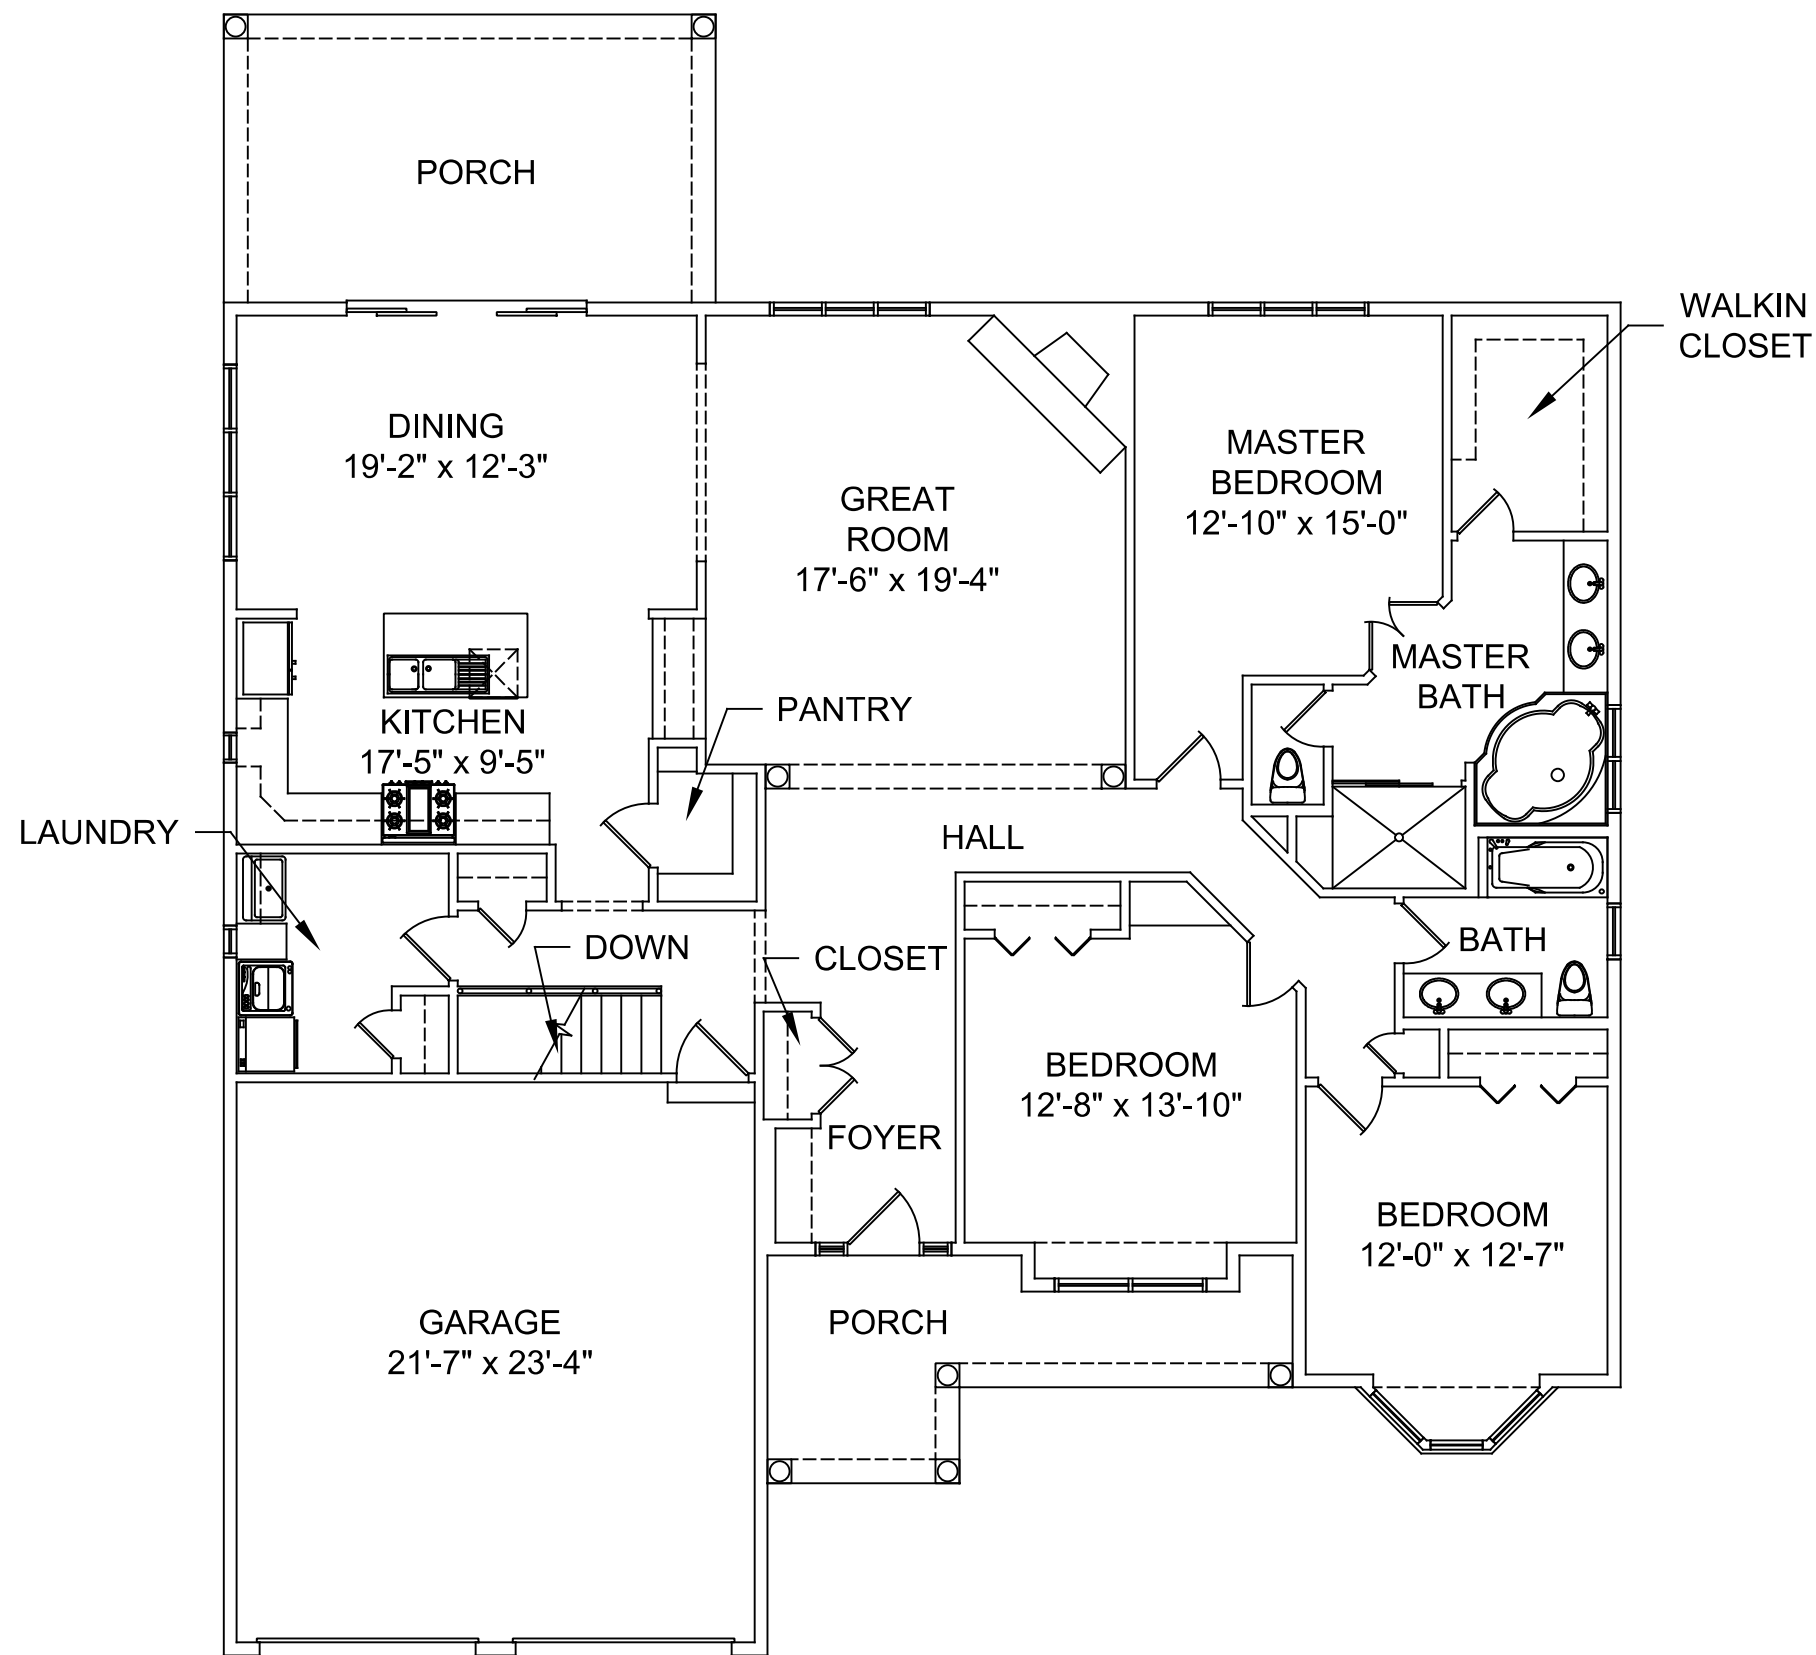 PORCH
WALKIN
CLOSET
DINING
19'-2" x 12'-3"
MASTER
BEDROOM
12'-10" x 15'-0"
GREAT
ROOM
17'-6" x 19'-4"
MASTER
BATH
PANTRY
KITCHEN
17'-5" x 9'-5"
LAUNDRY
HALL
DOWN
CLOSET
BATH
BEDROOM
12'-8" x 13'-10"
FOYER
BEDROOM
12'-0" x 12'-7"
GARAGE
21'-7" x 23'-4"
PORCH